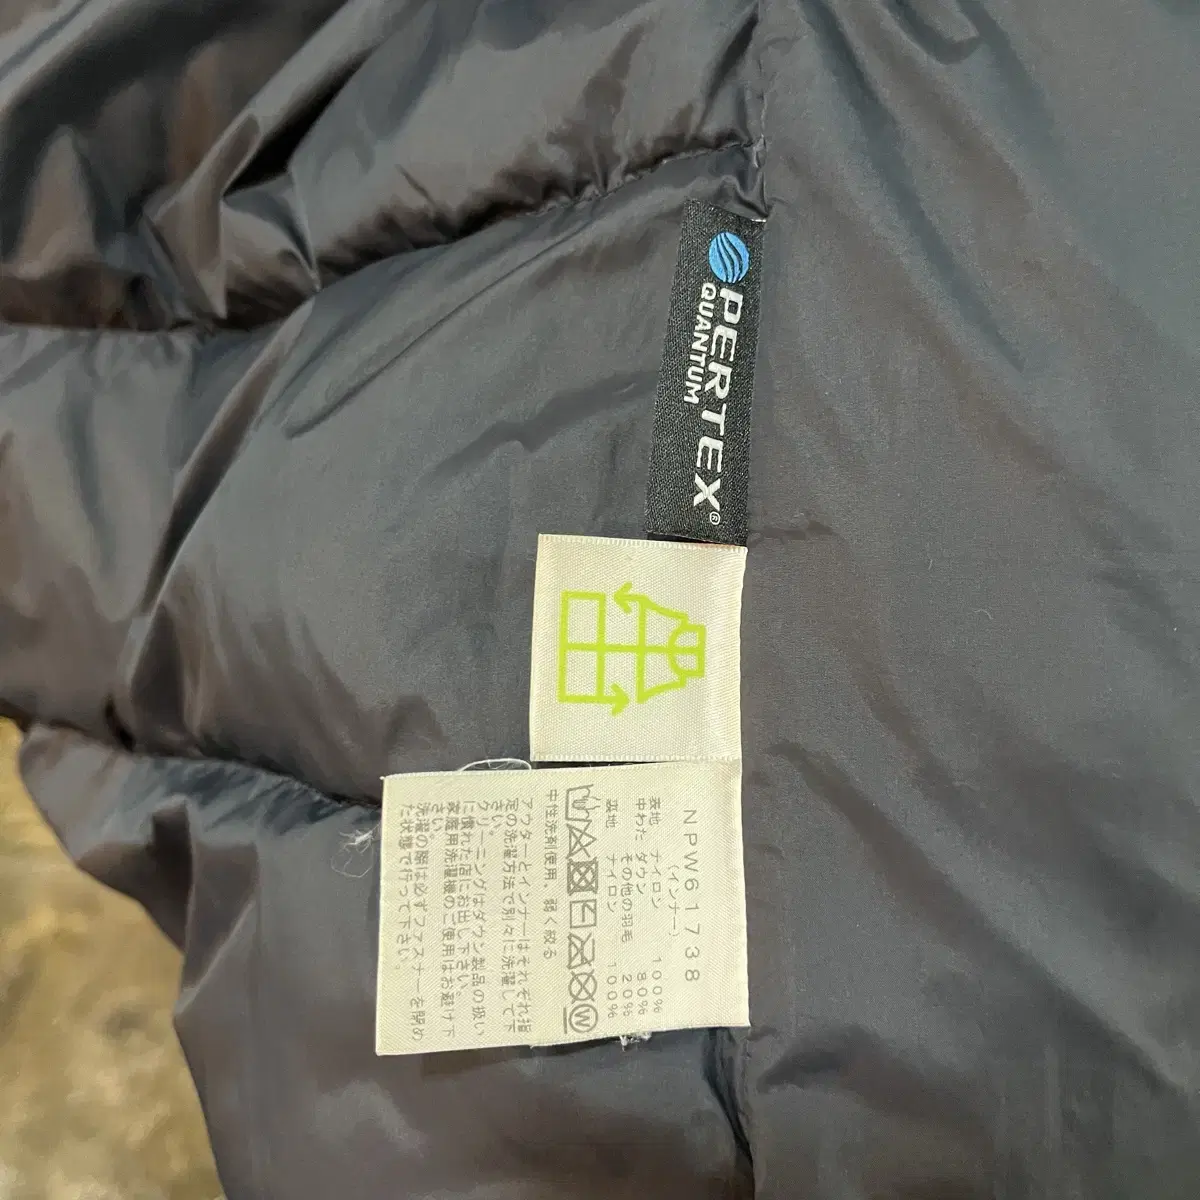 PERTEX®
QUANTUM
NPW61738
(インナー)
表地 ナイロン 100%
中わた ダウン 80%
その他の羽毛 20%
裏地 ナイロン 100%
W
中性洗剤使用、弱く絞る
アウターとインナーはそれぞれ指
定の洗濯方法で別々に洗濯して下
さい。
クリーニングはダウン製品の扱い
に慣れた店にお出し下さい。
家庭用洗濯機のご使用はお避け下
さい。
洗濯の際は必ずファスナーを閉め
た状態で行って下さい。